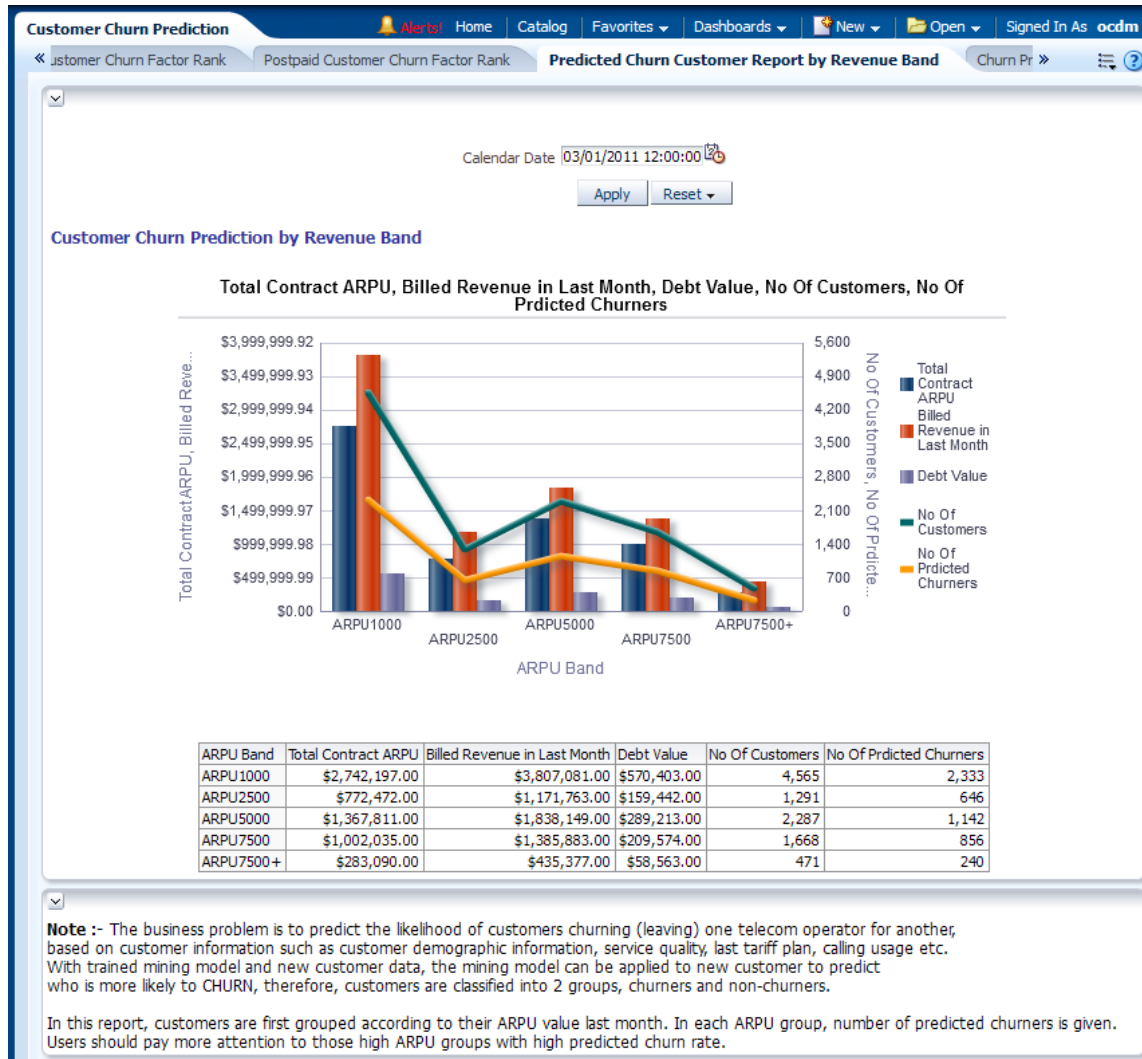 Customer Churn Prediction
Alerts! Home Catalog Favorites Dashboards New Open Signed In As ocdm
« ustomer Churn Factor Rank Postpaid Customer Churn Factor Rank Predicted Churn Customer Report by Revenue Band Churn Pr »
Calendar Date 03/01/2011 12:00:00
Apply Reset
Customer Churn Prediction by Revenue Band
Total Contract ARPU, Billed Revenue in Last Month, Debt Value, No Of Customers, No Of
Prdicted Churners
Total Contract ARPU, Billed Reve...
$3,999,999.92
$3,499,999.93
$2,999,999.94
$2,499,999.95
$1,999,999.96
$1,499,999.97
$999,999.98
$499,999.99
$0.00
5,600
4,900
4,200
3,500
2,800
2,100
1,400
700
0
No Of Customers, No Of Prdicte...
Total
Contract
ARPU
Billed
Revenue in
Last Month
Debt Value
No Of
Customers
No Of
Prdicted
Churners
ARPU1000
ARPU2500
ARPU5000
ARPU7500
ARPU7500+
ARPU Band
ARPU Band Total Contract ARPU Billed Revenue in Last Month Debt Value No Of Customers No Of Prdicted Churners
ARPU1000 $2,742,197.00 $3,807,081.00 $570,403.00 4,565 2,333
ARPU2500 $772,472.00 $1,171,763.00 $159,442.00 1,291 646
ARPU5000 $1,367,811.00 $1,838,149.00 $289,213.00 2,287 1,142
ARPU7500 $1,002,035.00 $1,385,883.00 $209,574.00 1,668 856
ARPU7500+ $283,090.00 $435,377.00 $58,563.00 471 240
Note :- The business problem is to predict the likelihood of customers churning (leaving) one telecom operator for another,
based on customer information such as customer demographic information, service quality, last tariff plan, calling usage etc.
With trained mining model and new customer data, the mining model can be applied to new customer to predict
who is more likely to CHURN, therefore, customers are classified into 2 groups, churners and non-churners.
In this report, customers are first grouped according to their ARPU value last month. In each ARPU group, number of predicted churners is given.
Users should pay more attention to those high ARPU groups with high predicted churn rate.